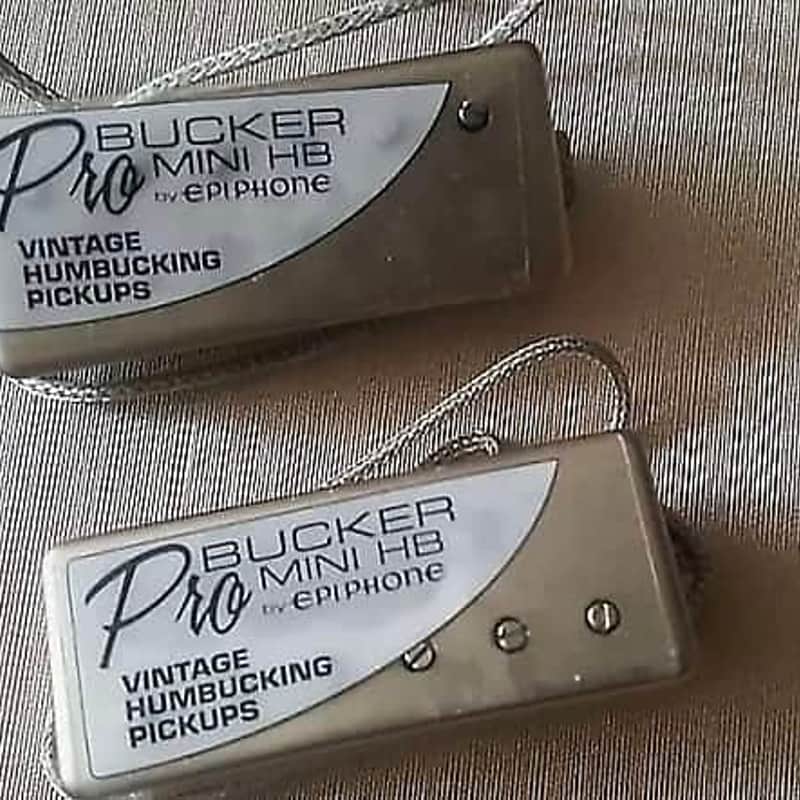 Pro BUCKER
MINI HB
by EPIPHONE
VINTAGE
HUMBUCKING
PICKUPS
Pro BUCKER
MINI HB
by EPIPHONE
VINTAGE
HUMBUCKING
PICKUPS